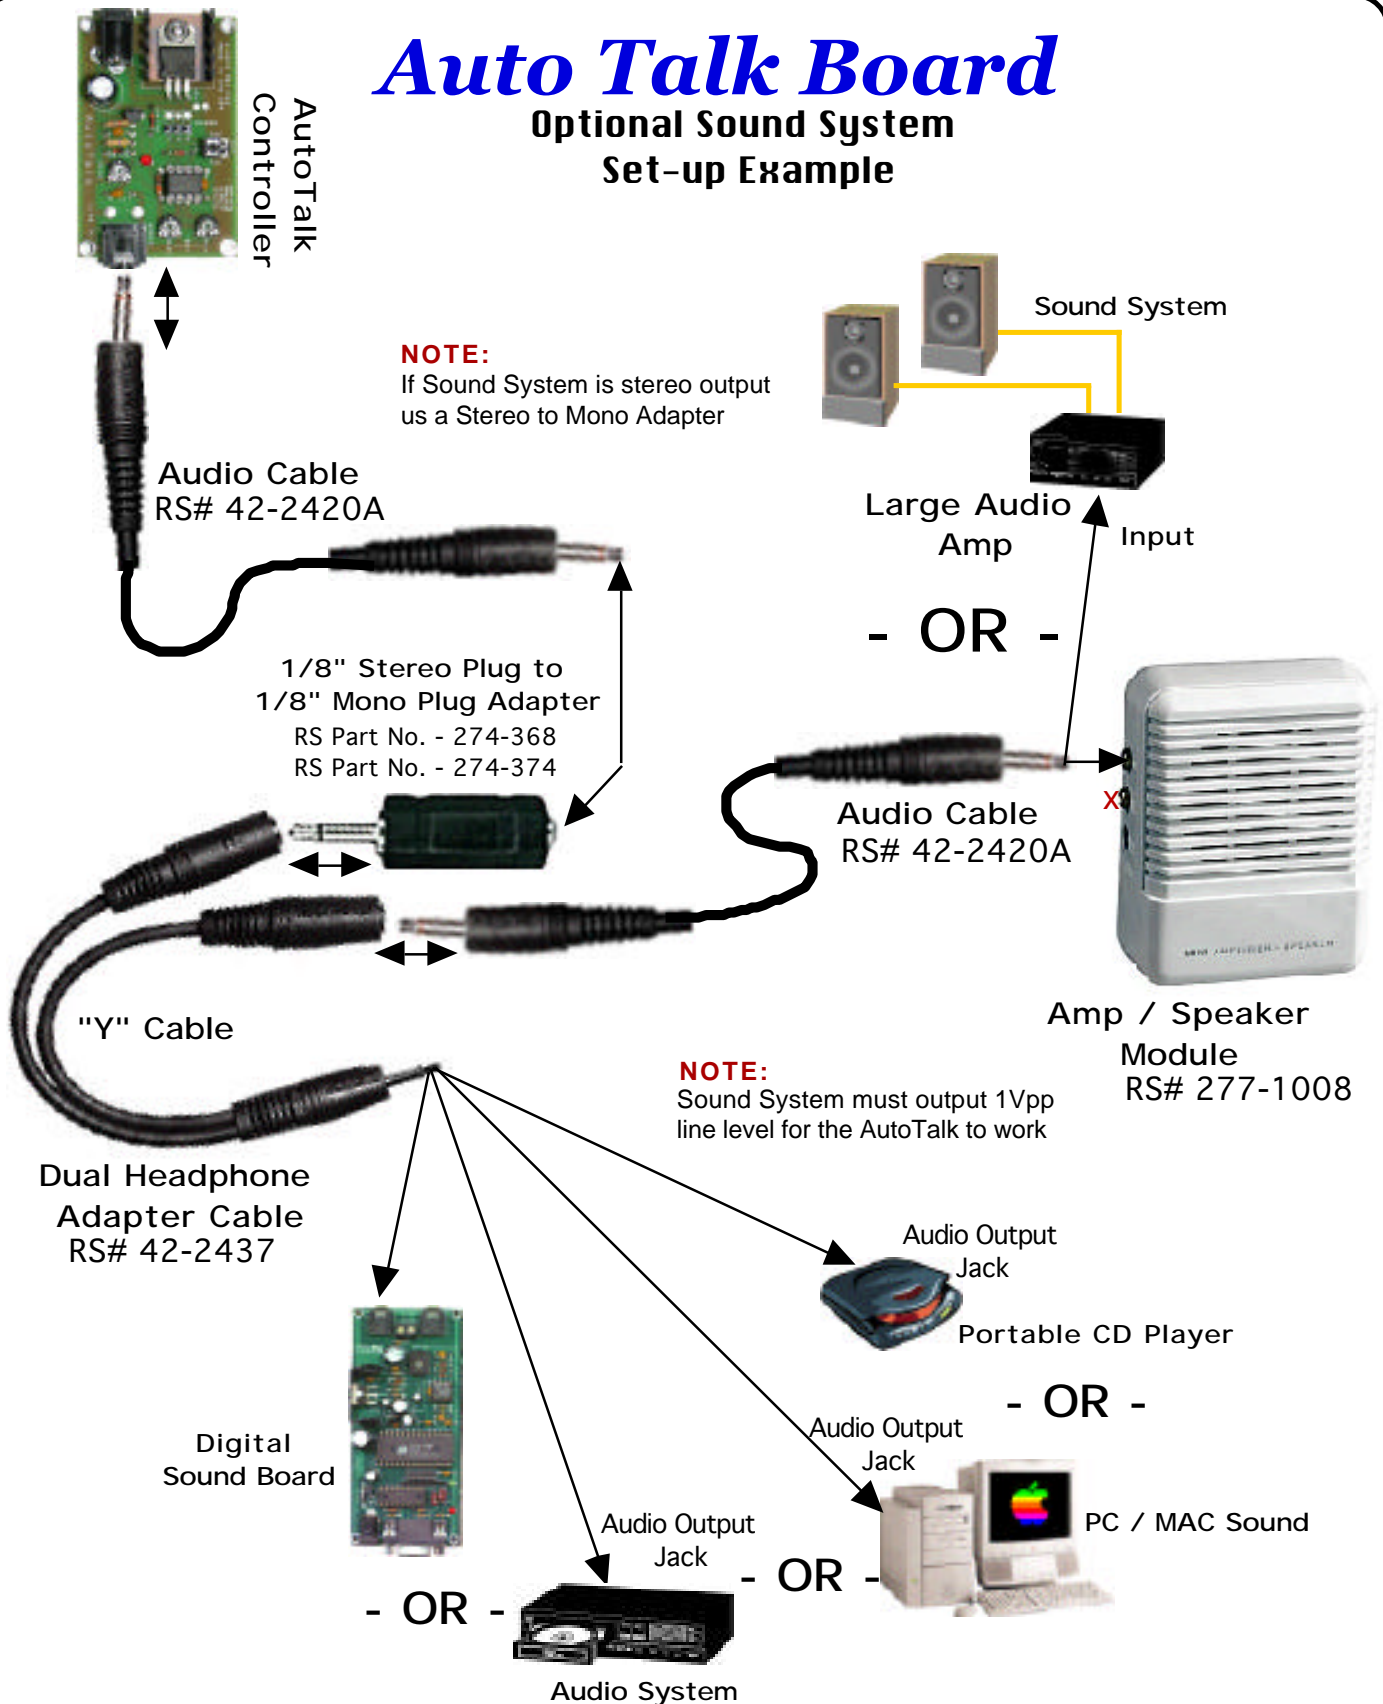 Auto Talk Board
Optional Sound System
Set-up Example
AutoTalk
Controller
Sound System
NOTE:
If Sound System is stereo output
us a Stereo to Mono Adapter
Audio Cable
RS# 42-2420A
Large Audio
Amp
Input
- OR -
1/8" Stereo Plug to
1/8" Mono Plug Adapter
RS Part No. - 274-368
RS Part No. - 274-374
Audio Cable
RS# 42-2420A
X
MINI AMPLIFIER - SPEAKER
"Y" Cable
Amp / Speaker
Module
RS# 277-1008
NOTE:
Sound System must output 1Vpp
line level for the AutoTalk to work
Dual Headphone
Adapter Cable
RS# 42-2437
Audio Output
Jack
Portable CD Player
- OR -
Audio Output
Jack
Digital
Sound Board
PC / MAC Sound
Audio Output
Jack
- OR -
- OR -
Audio System